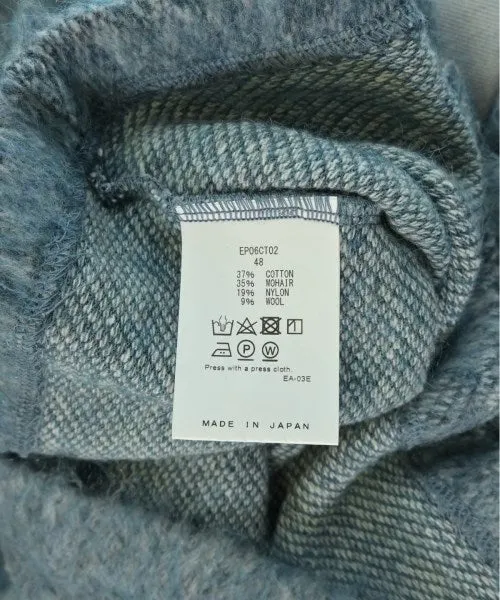 EP06CT02
48
37% COTTON
35% MOHAIR
19% NYLON
9% WOOL
P W
Press with a press cloth.
EA-03E
MADE IN JAPAN